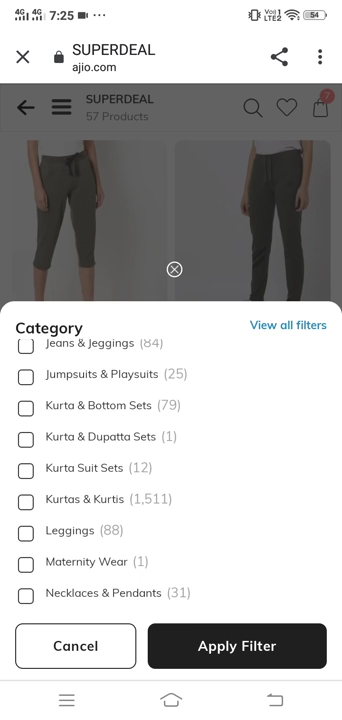 4G 4G 7:25
Voi)
LTE2
54
SUPERDEAL
ajio.com
SUPERDEAL
57 Products
7
Category
View all filters
Jeans & Jeggings (84)
Jumpsuits & Playsuits (25)
Kurta & Bottom Sets (79)
Kurta & Dupatta Sets (1)
Kurta Suit Sets (12)
Kurtas & Kurtis (1,511)
Leggings (88)
Maternity Wear (1)
Necklaces & Pendants (31)
Cancel
Apply Filter